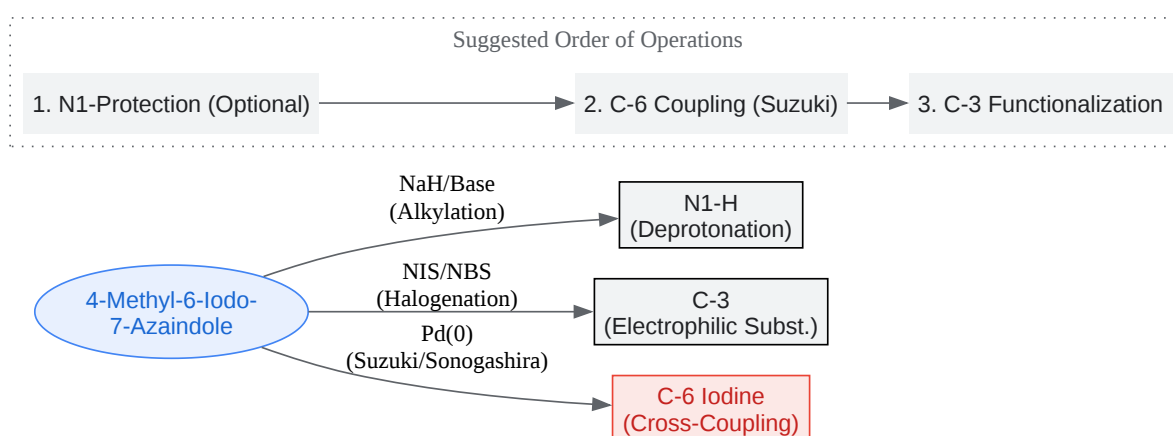 Suggested Order of Operations
1. N1-Protection (Optional)
2. C-6 Coupling (Suzuki)
3. C-3 Functionalization
NaH/Base
(Alkylation)
N1-H
(Deprotonation)
4-Methyl-6-Iodo-
7-Azaindole
NIS/NBS
(Halogenation)
C-3
(Electrophilic Subst.)
Pd(0)
(Suzuki/Sonogashira)
C-6 Iodine
(Cross-Coupling)